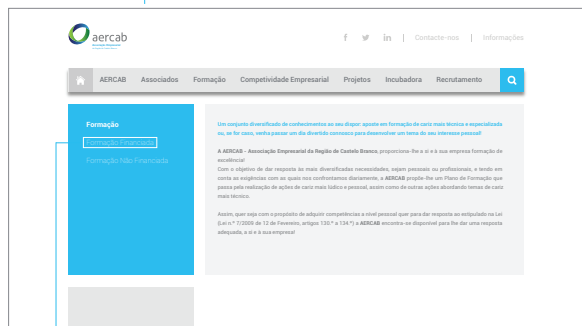 aercab
Associação Empresarial
f in | Contacte-nos | Informações
AERCAB Associados Formação Competividade Empresarial Projetos Incubadora Recrutamento
Formação
Formação Financiada
Formação Não Financiada
Um conjunto diversificado de conhecimentos ao seu dispor: aposte em formação de cariz mais técnica e especializada
ou, se for caso, venha passar um dia divertido connosco para desenvolver um tema do seu interesse pessoal!
A AERCAB - Associação Empresarial da Região de Castelo Branco, proporciona-lhe a si e à sua empresa formação de
excelência!
Com o objetivo de dar resposta às mais diversificadas necessidades, sejam pessoais ou profissionais, e tendo em
conta as exigências com as quais nos confrontamos diariamente, a AERCAB propõe-lhe um Plano de Formação que
passa pela realização de ações de cariz mais lúdico e pessoal, assim como de outras ações abordando temas de cariz
mais técnico.
Assim, quer seja com o propósito de adquirir competências a nível pessoal quer para dar resposta ao estipulado na Lei
(Lei n.º 7/2009 de 12 de Fevereiro, artigos 130.º a 134.º) a AERCAB encontra-se disponível para lhe dar uma resposta
adequada, a si e à sua empresa!